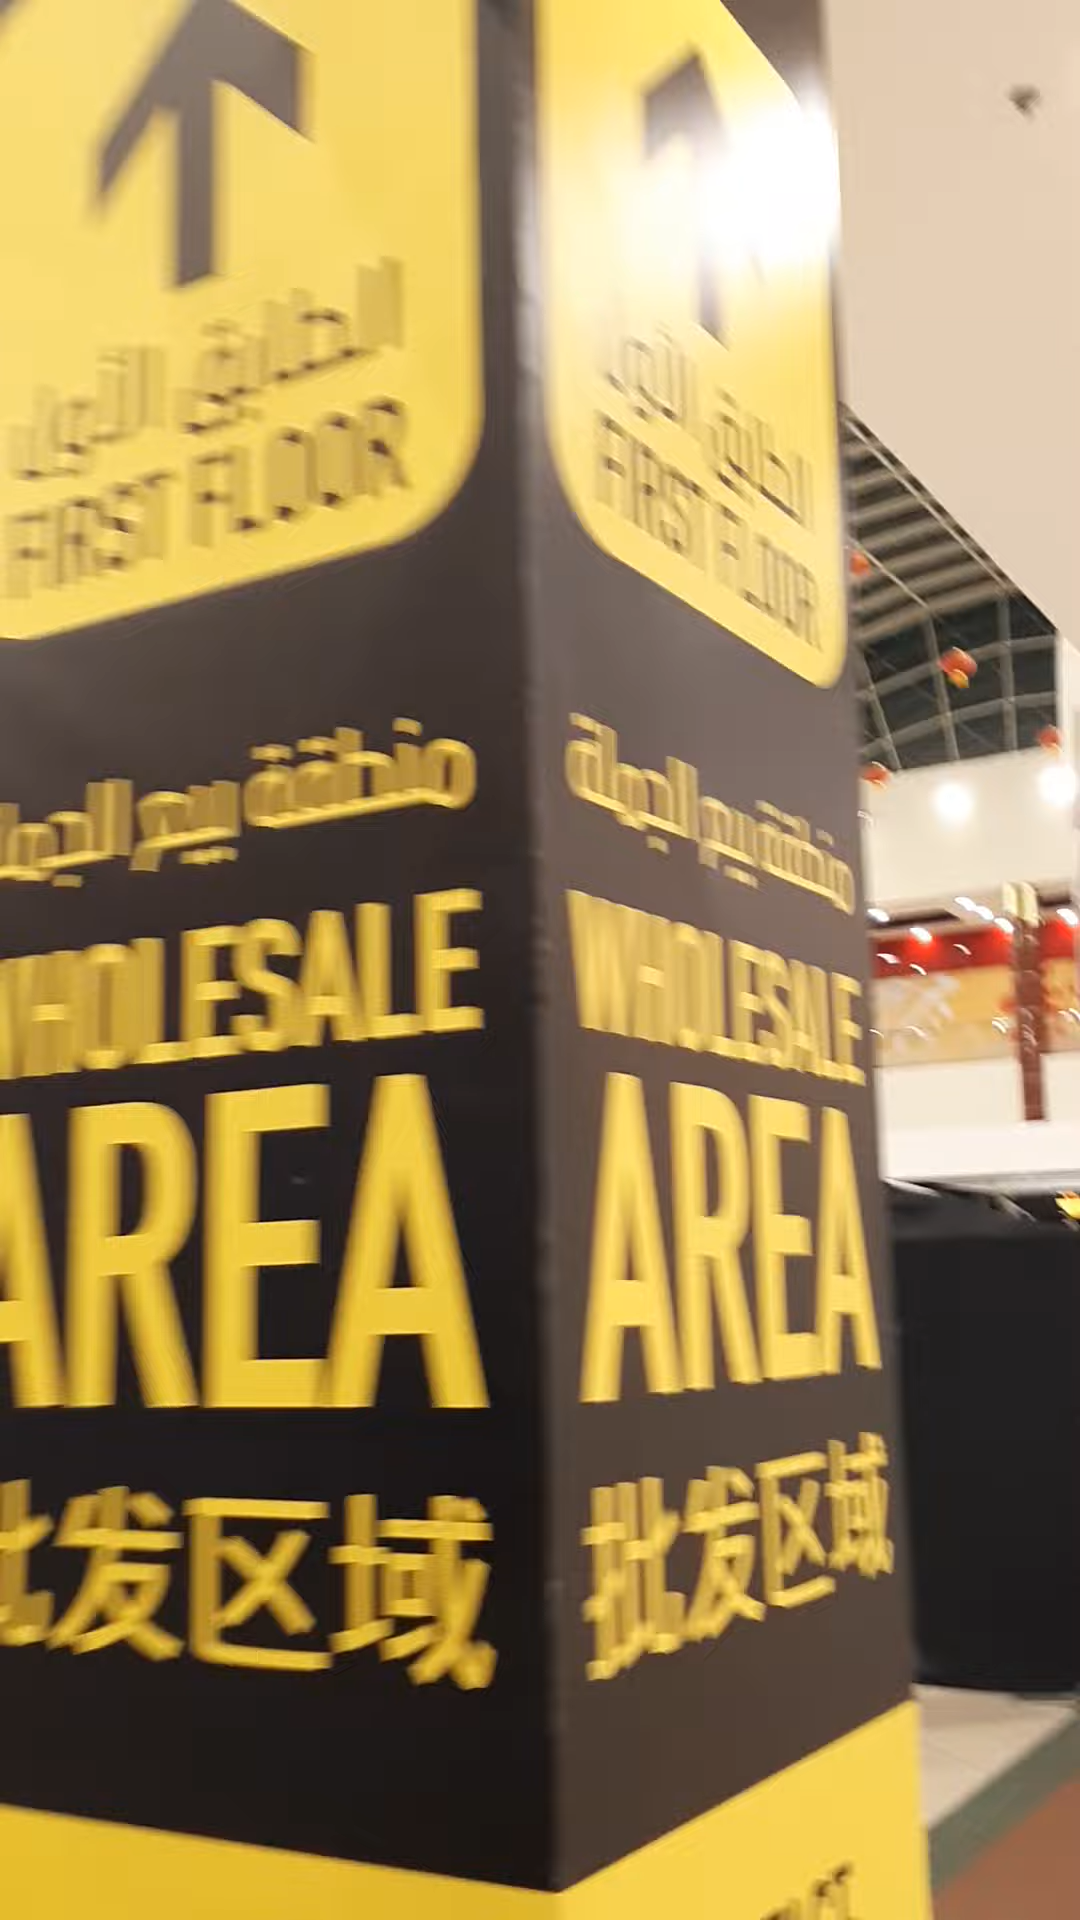 الطابق الأول
FIRST FLOOR
منطقة بيع الجملة
WHOLESALE
AREA
批发区域
الطابق الأول
FIRST FLOOR
منطقة بيع الجملة
WHOLESALE
AREA
批发区域